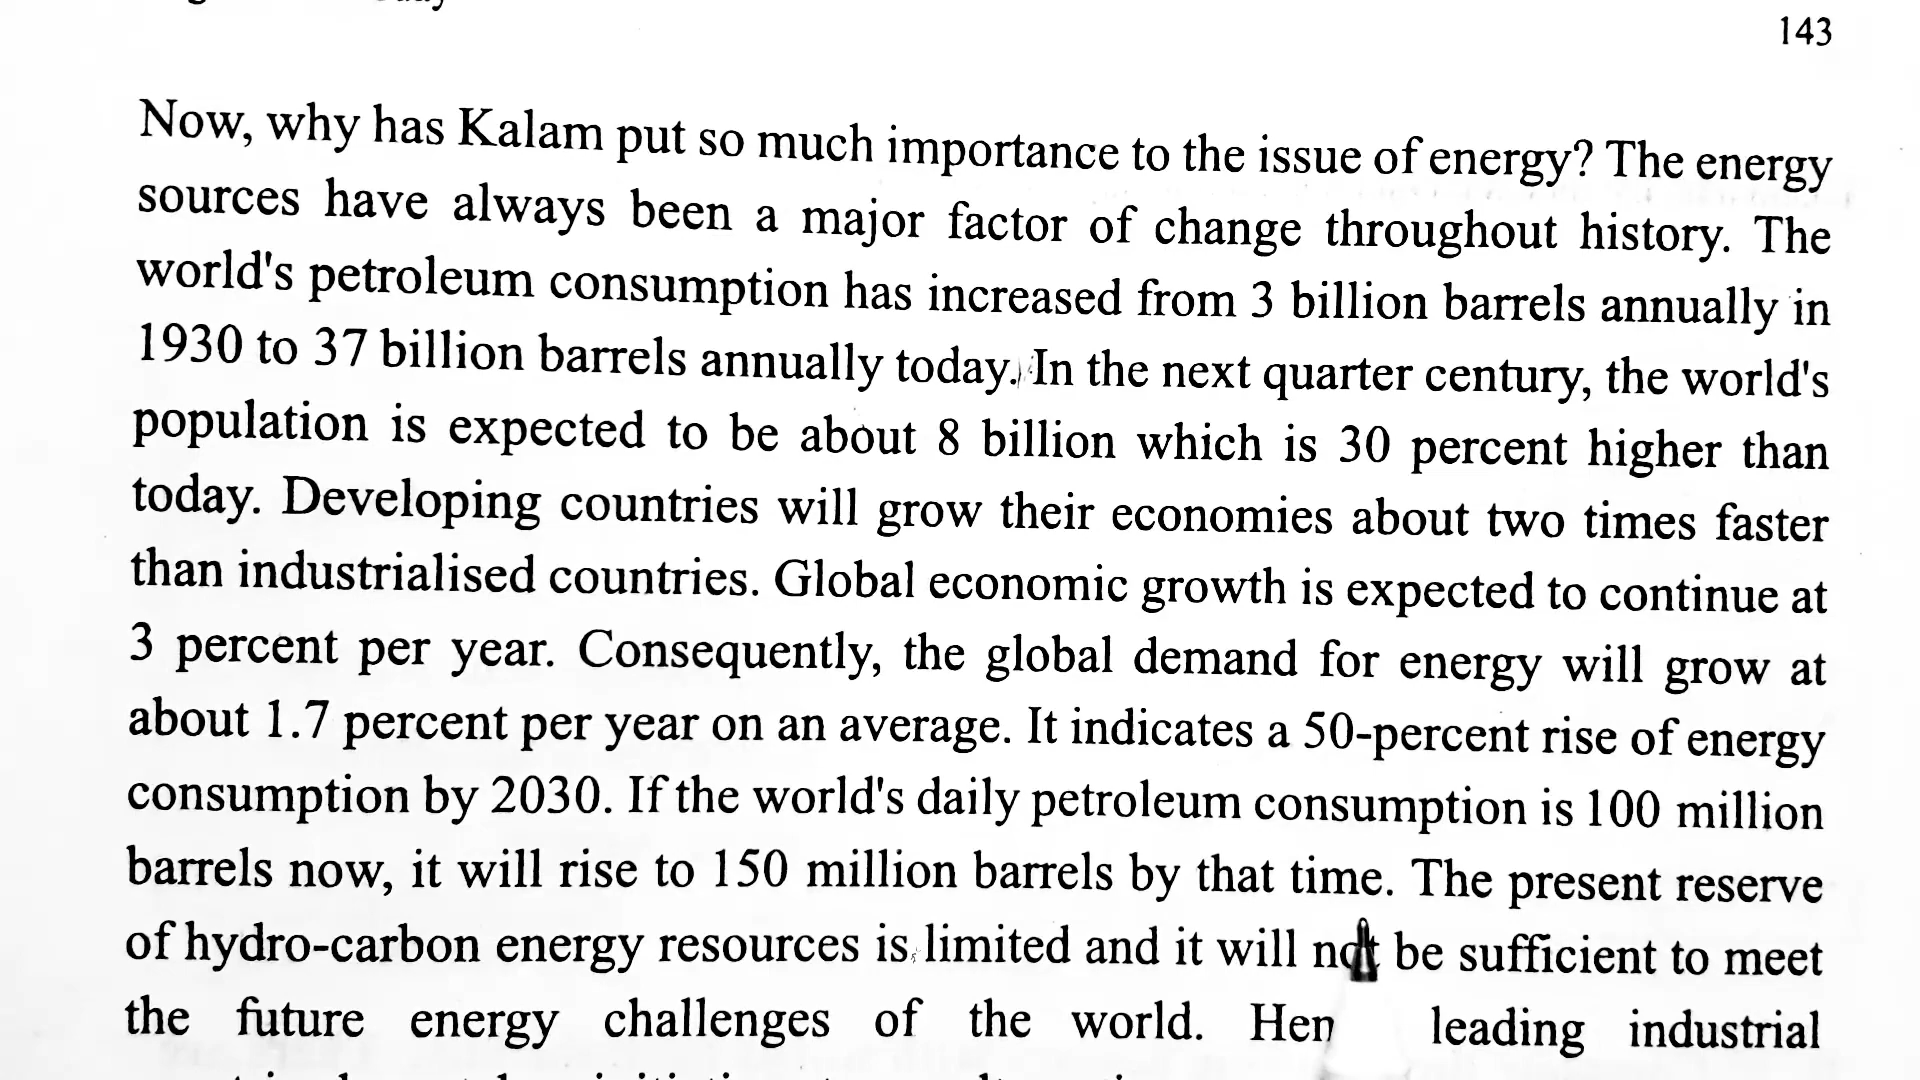 143
Now, why has Kalam put so much importance to the issue of energy? The energy
sources have always been a major factor of change throughout history. The
world's petroleum consumption has increased from 3 billion barrels annually in
1930 to 37 billion barrels annually today. In the next quarter century, the world's
population is expected to be about 8 billion which is 30 percent higher than
today. Developing countries will grow their economies about two times faster
than industrialised countries. Global economic growth is expected to continue at
3 percent per year. Consequently, the global demand for energy will grow at
about 1.7 percent per year on an average. It indicates a 50-percent rise of energy
consumption by 2030. If the world's daily petroleum consumption is 100 million
barrels now, it will rise to 150 million barrels by that time. The present reserve
of hydro-carbon energy resources is limited and it will not be sufficient to meet
the future energy challenges of the world. leading industrial